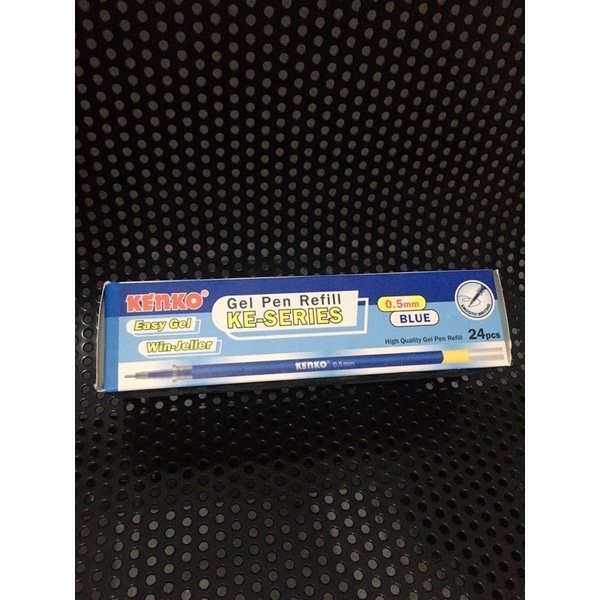 KENKO®
Easy Gel
Win-Jeller
Gel Pen Refill
KE-SERIES
0.5mm
BLUE
High Quality Gel Pen Refill 24pcs
KENKO 0.5mm